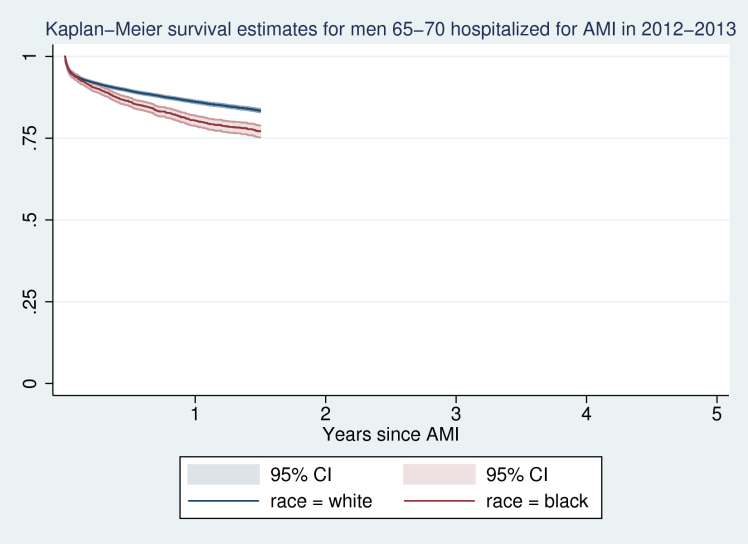 Kaplan−Meier survival estimates for men 65−70 hospitalized for AMI in 2012−2013
1
.75
.5
.25
0
1 2 3 4 5
Years since AMI
95% CI 95% CI
race = white race = black